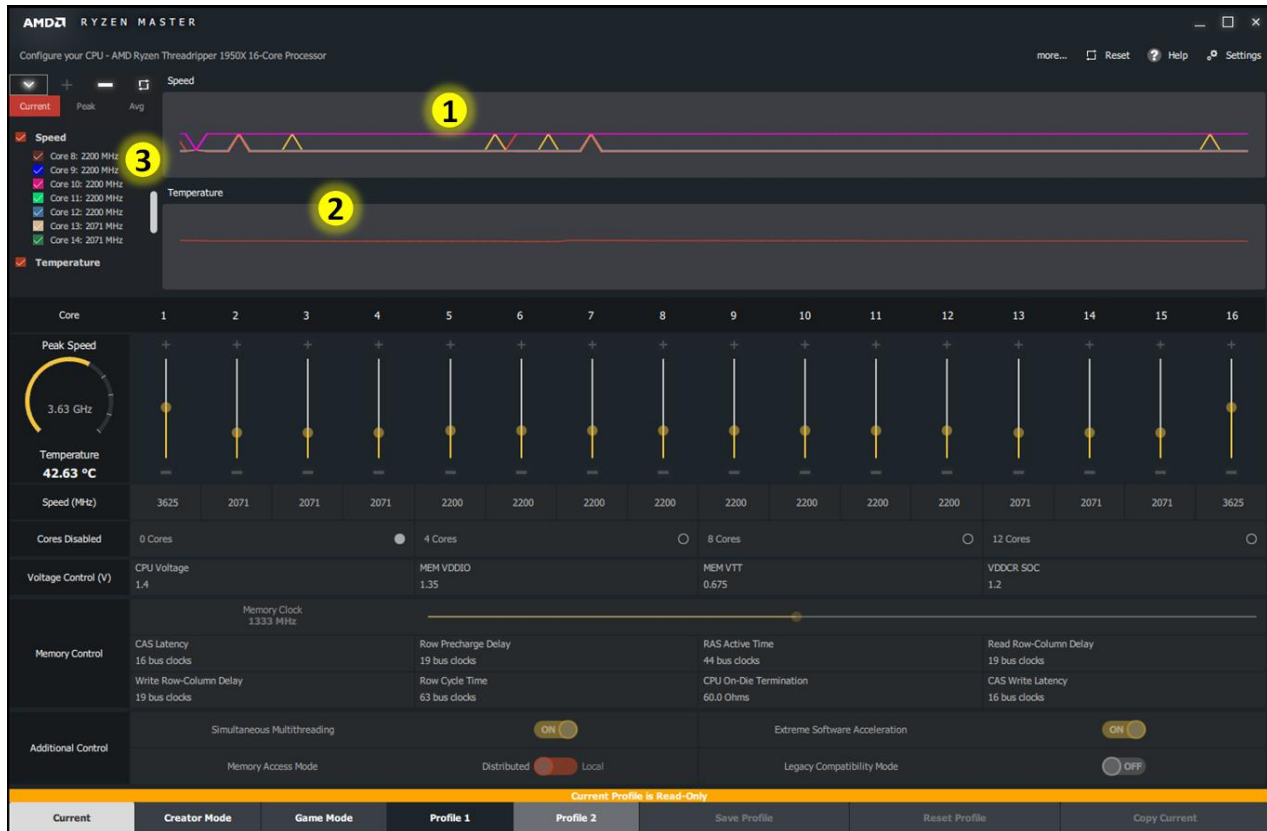 AMD RYZEN MASTER
Configure your CPU - AMD Ryzen Threadripper 1950X 16-Core Processor
more... Reset ? Help Settings
Current Peak Avg
Speed
1
Speed
Core 8: 2200 MHz
Core 9: 2200 MHz
Core 10: 2200 MHz
Core 11: 2200 MHz
Core 12: 2200 MHz
Core 13: 2071 MHz
Core 14: 2071 MHz
3
Temperature
Temperature
2
Core 1 2 3 4 5 6 7 8 9 10 11 12 13 14 15 16
Peak Speed
3.63 GHz
Temperature
42.63 °C
Speed (MHz) 3625 2071 2071 2071 2200 2200 2200 2200 2200 2200 2200 2200 2071 2071 2071 3625
Cores Disabled 0 Cores 4 Cores 8 Cores 12 Cores
Voltage Control (V)
CPU Voltage MEM VDDIO MEM VTT VDDCR SOC
1.4 1.35 0.675 1.2
Memory Control
Memory Clock
1333 MHz
CAS Latency Row Precharge Delay RAS Active Time Read Row-Column Delay
16 bus clocks 19 bus clocks 44 bus clocks 19 bus clocks
Write Row-Column Delay Row Cycle Time CPU On-Die Termination CAS Write Latency
19 bus clocks 63 bus clocks 60.0 Ohms 16 bus clocks
Additional Control
Simultaneous Multithreading ON Extreme Software Acceleration ON
Memory Access Mode Distributed Local Legacy Compatibility Mode OFF
Current Profile is Read-Only
Current Creator Mode Game Mode Profile 1 Profile 2 Save Profile Reset Profile Copy Current